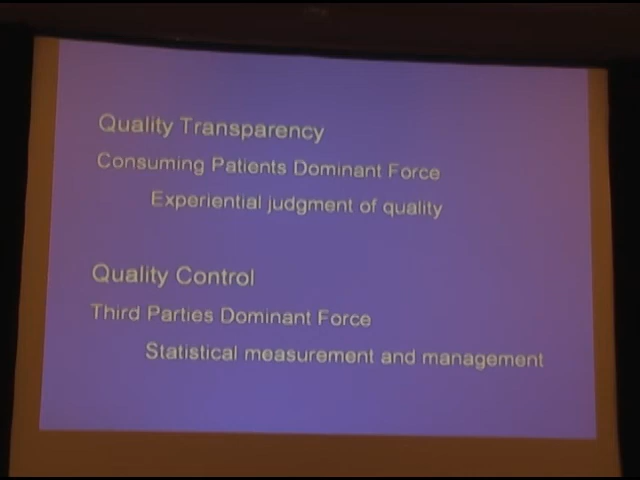 Quality Transparency
Consuming Patients Dominant Force
Experiential judgment of quality
Quality Control
Third Parties Dominant Force
Statistical measurement and management